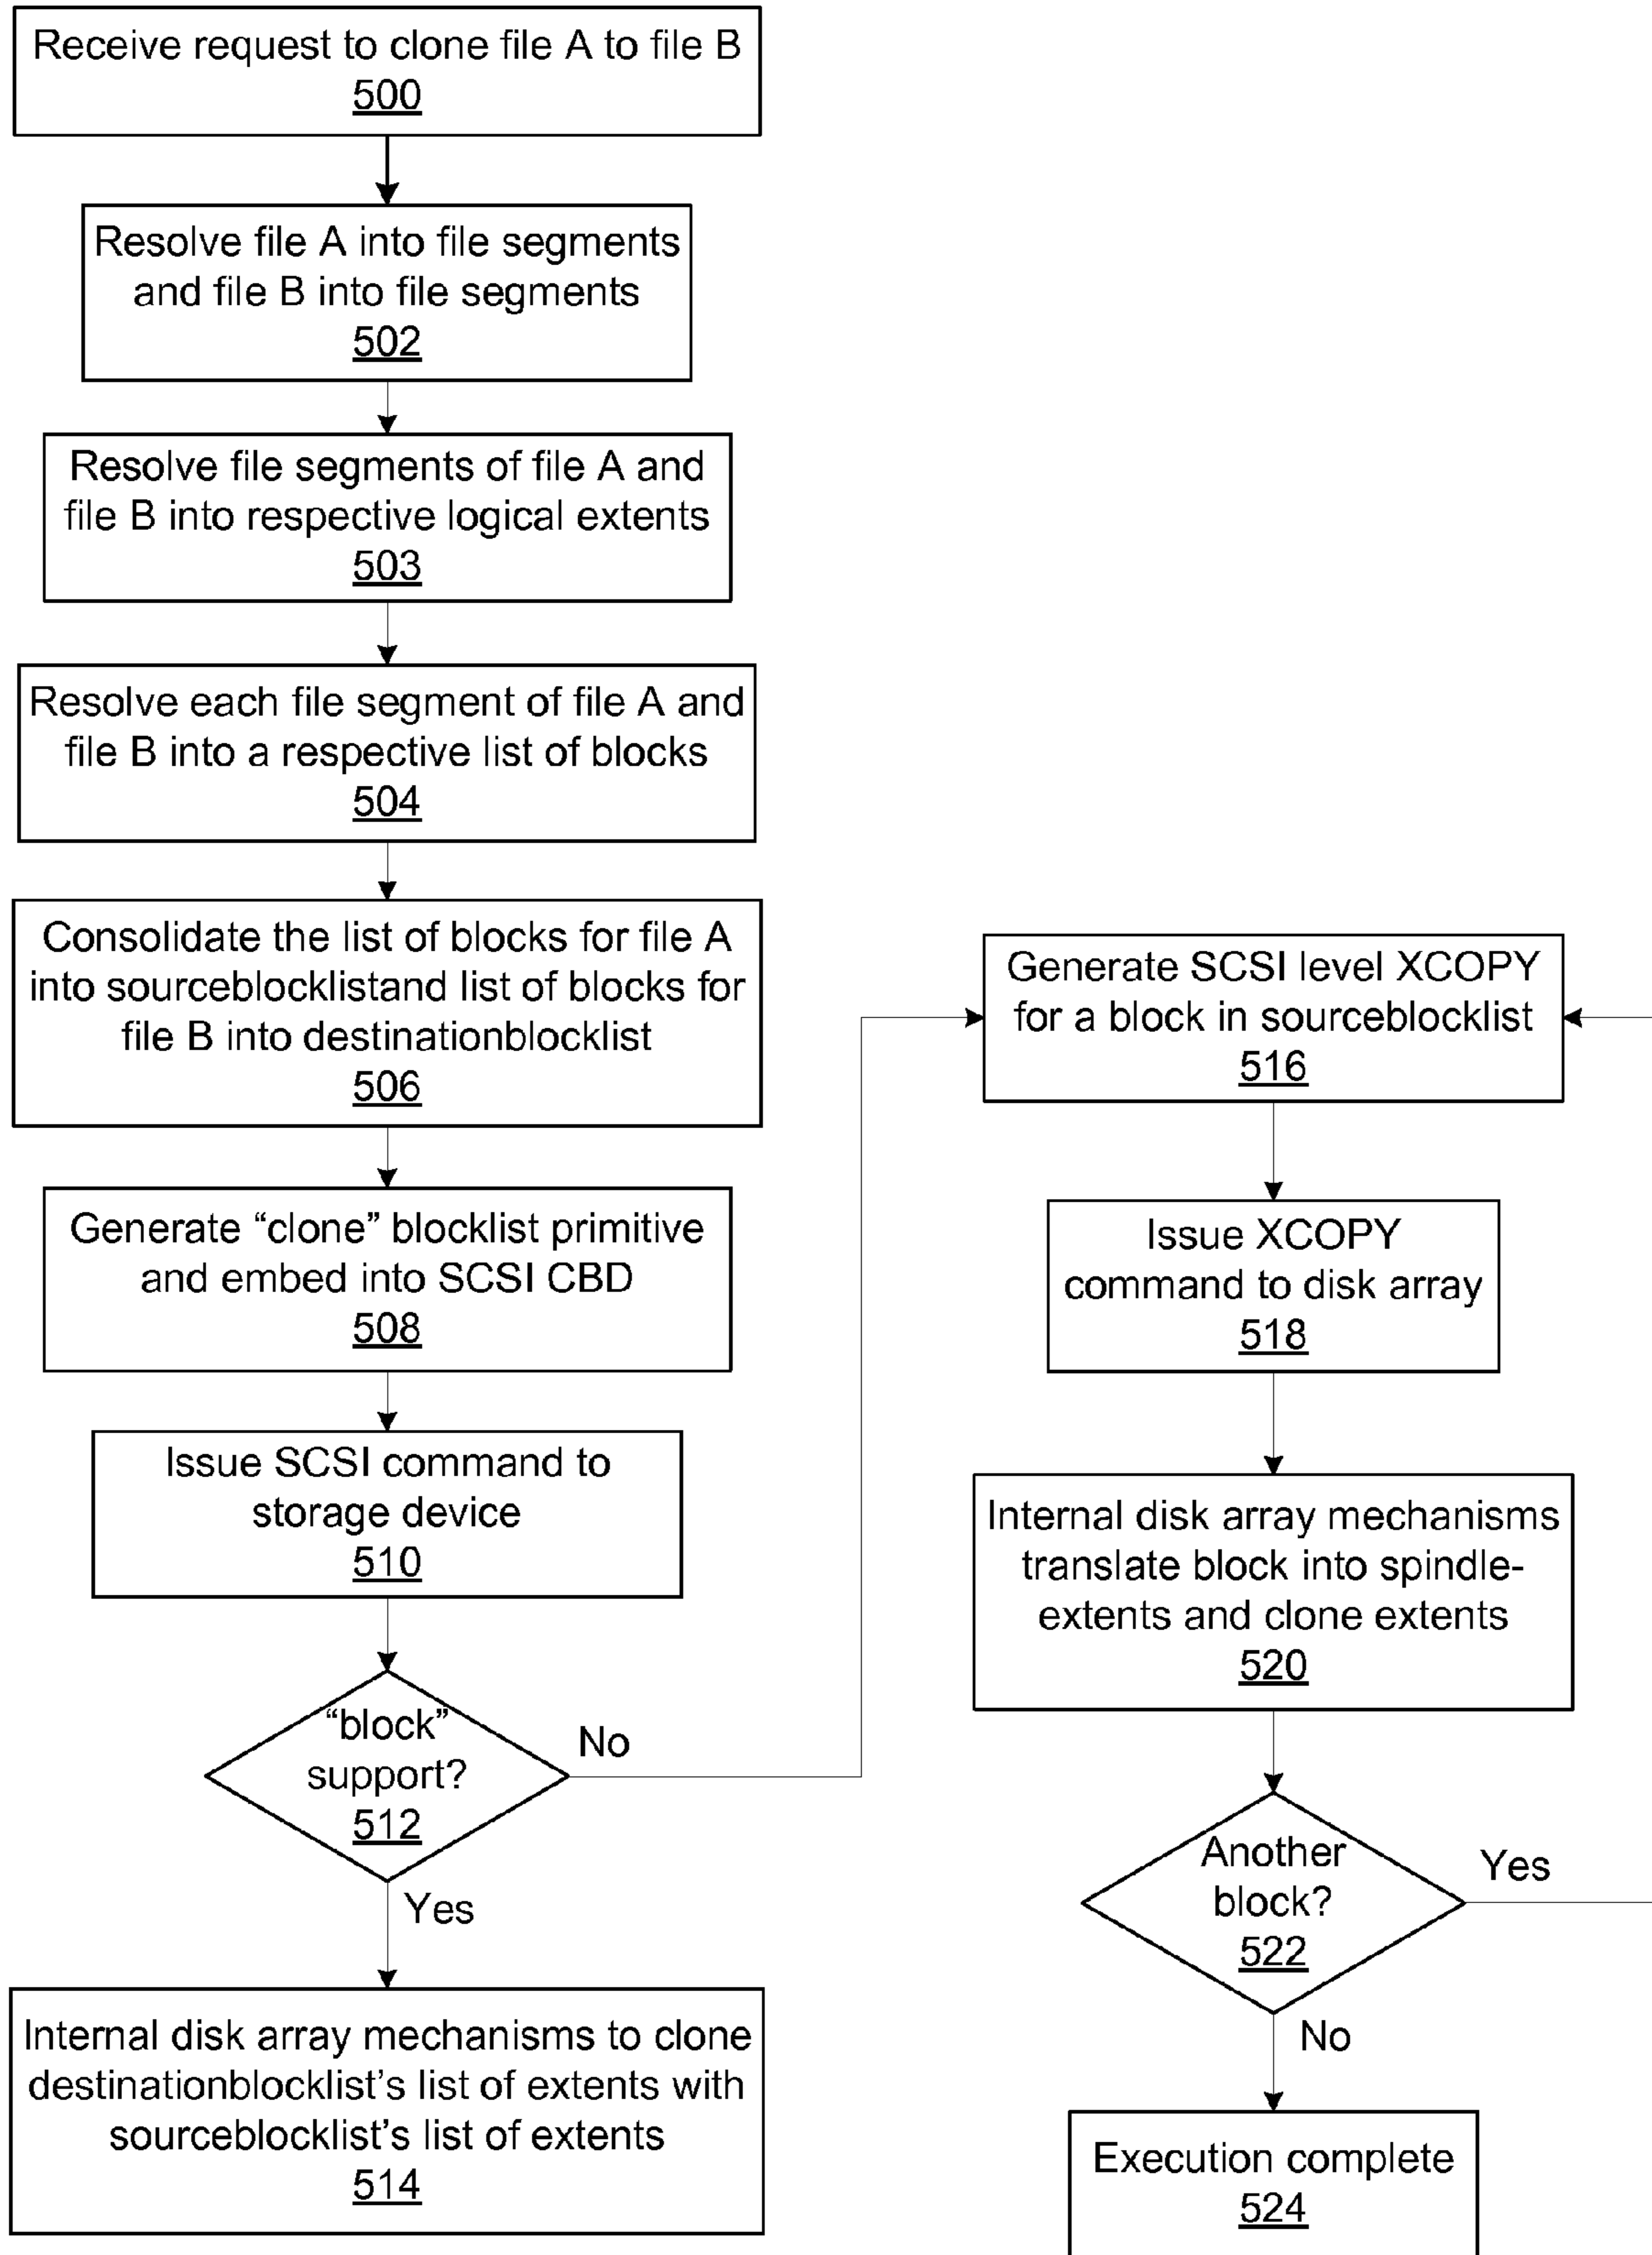 Receive request to clone file A to file B
500
Resolve file A into file segments
and file B into file segments
502
Resolve file segments of file A and
file B into respective logical extents
503
Resolve each file segment of file A and
file B into a respective list of blocks
504
Consolidate the list of blocks for file A
into sourceblocklistand list of blocks for
file B into destinationblocklist
506
Generate “clone” blocklist primitive
and embed into SCSI CBD
508
Issue SCSI command to
storage device
510
“block”
support?
512
No
Yes
Internal disk array mechanisms to clone
destinationblocklist’s list of extents with
sourceblocklist’s list of extents
514
Generate SCSI level XCOPY
for a block in sourceblocklist
516
Issue XCOPY
command to disk array
518
Internal disk array mechanisms
translate block into spindle-
extents and clone extents
520
Another
block?
522
Yes
No
Execution complete
524